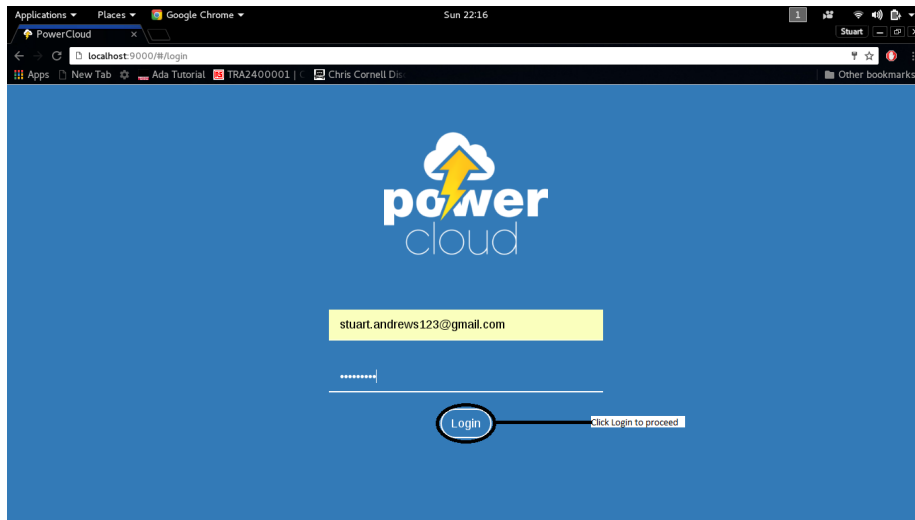 Applications Places Google Chrome Sun 22:16 1
PowerCloud x Stuart
localhost:9000/#/login
Apps New Tab Ada Tutorial TRA2400001 | C Chris Cornell Dis Other bookmarks
power
cloud
stuart.andrews123@gmail.com
•••••••••
Login Click Login to proceed